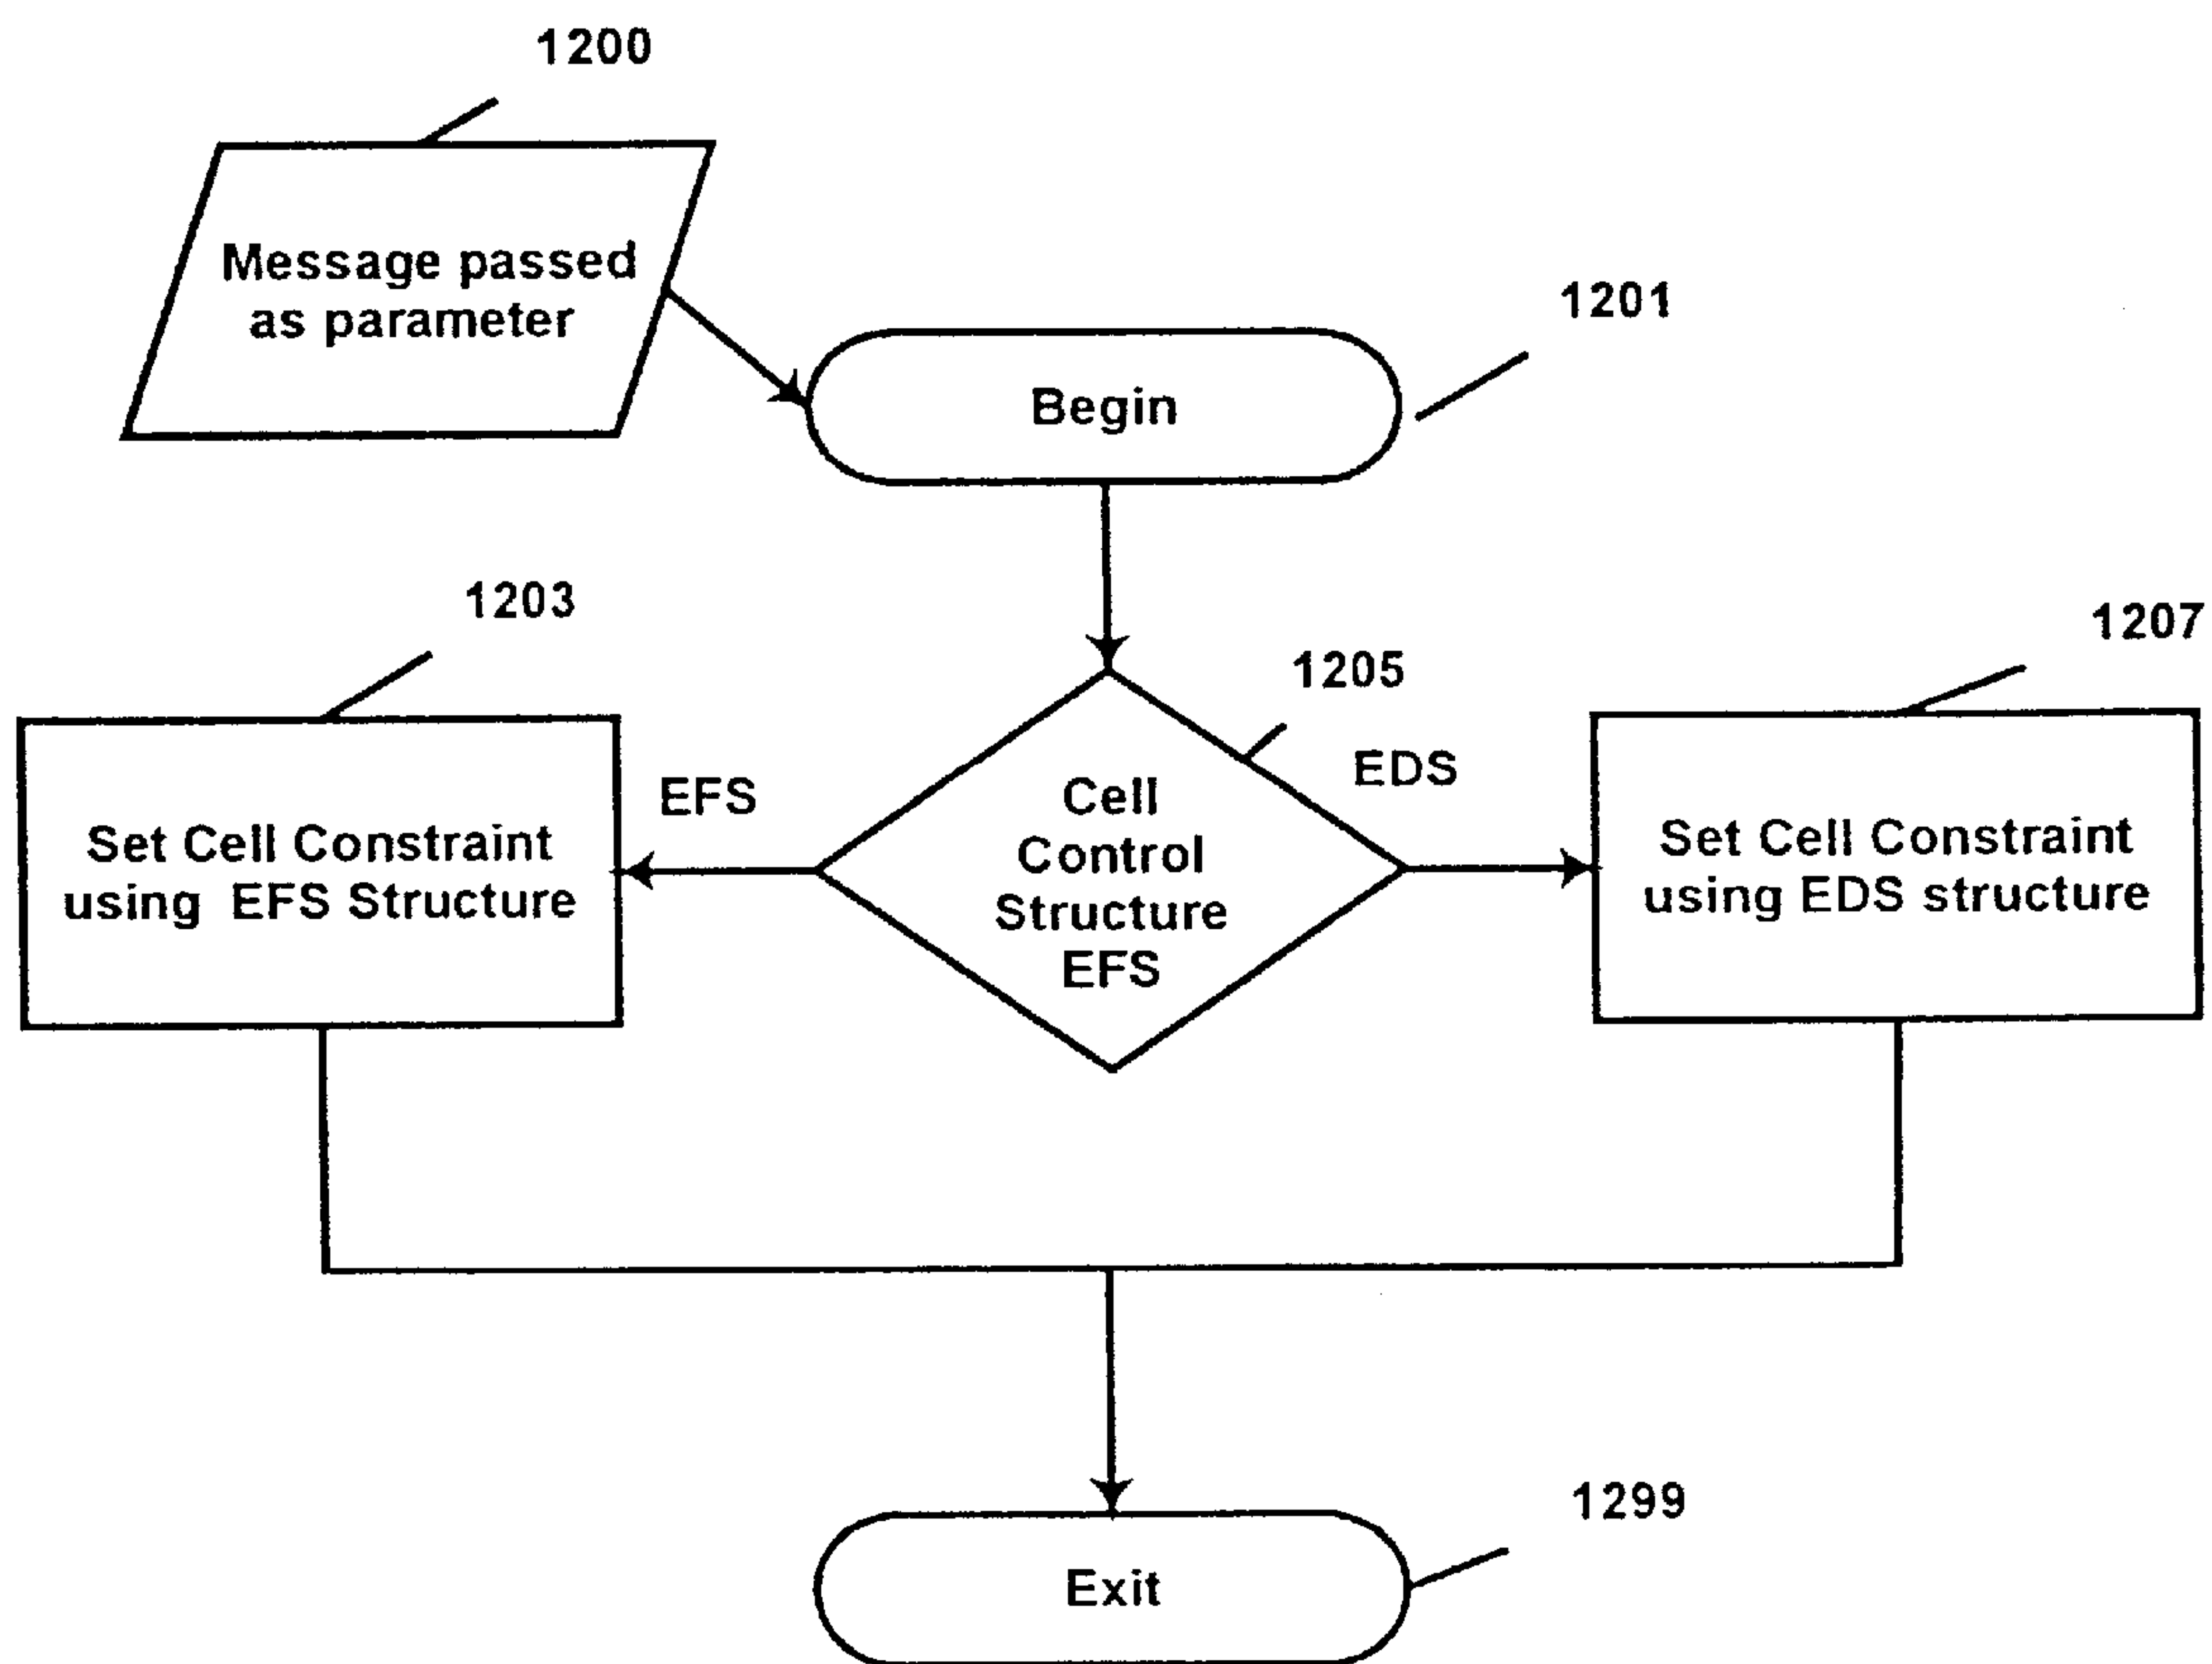 1200
Message passed
as parameter
1201
Begin
1203
1205
1207
EFS
EDS
Set Cell Constraint
using EFS Structure
Cell
Control
Structure
EFS
Set Cell Constraint
using EDS structure
1299
Exit